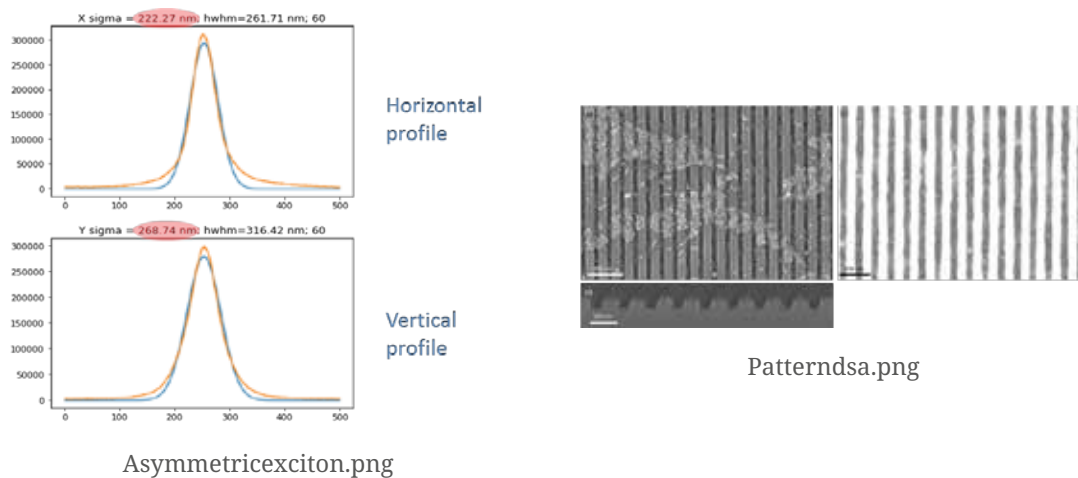 X sigma = 222.27 nm; hwhm=261.71 nm; 60
300000
250000
200000
150000
100000
50000
0
0 100 200 300 400 500
Horizontal
profile
Y sigma = 268.74 nm; hwhm=316.42 nm; 60
300000
250000
200000
150000
100000
50000
0
0 100 200 300 400 500
Vertical
profile
Asymmetricexciton.png
Patterndsa.png